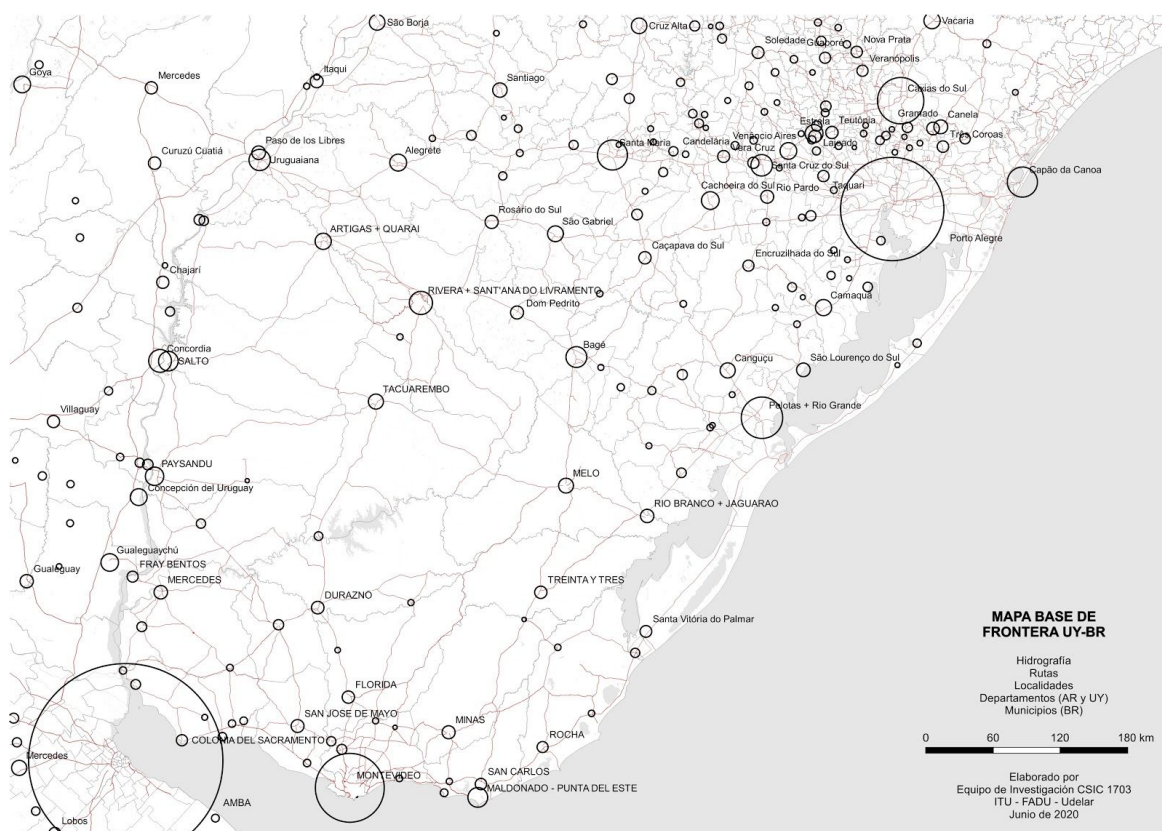 São Borja
Cruz Alta
Vacaria
Soledade
Guaporé
Nova Prata
Veranópolis
Goya
Mercedes
Itaqui
Santiago
Caxias do Sul
Estrela
Teutônia
Gramado
Canela
Paso de los Libres
Venâncio Aires
Lajeado
Três Coroas
Curuzú Cuatiá
Uruguaiana
Alegrete
Santa Maria
Candelária
Vera Cruz
Santa Cruz do Sul
Capão da Canoa
Cachoeira do Sul
Rio Pardo
Taquari
Rosário do Sul
São Gabriel
ARTIGAS + QUARAI
Porto Alegre
Caçapava do Sul
Encruzilhada do Sul
Chajarí
RIVERA + SANT'ANA DO LIVRAMENTO
Dom Pedrito
Camaquã
Concordia
SALTO
Bagé
Canguçu
São Lourenço do Sul
TACUAREMBO
Villaguay
Pelotas + Rio Grande
PAYSANDU
MELO
Concepción del Uruguay
RIO BRANCO + JAGUARAO
Gualeguaychú
FRAY BENTOS
Gualeguay
MERCEDES
TREINTA Y TRES
DURAZNO
Santa Vitória do Palmar
FLORIDA
SAN JOSE DE MAYO
MINAS
COLONIA DEL SACRAMENTO
ROCHA
Mercedes
MONTEVIDEO
SAN CARLOS
MALDONADO - PUNTA DEL ESTE
AMBA
Lobos
MAPA BASE DE
FRONTERA UY-BR
Hidrografía
Rutas
Localidades
Departamentos (AR y UY)
Municipios (BR)
0 60 120 180 km
Elaborado por
Equipo de Investigación CSIC 1703
ITU - FADU - Udelar
Junio de 2020